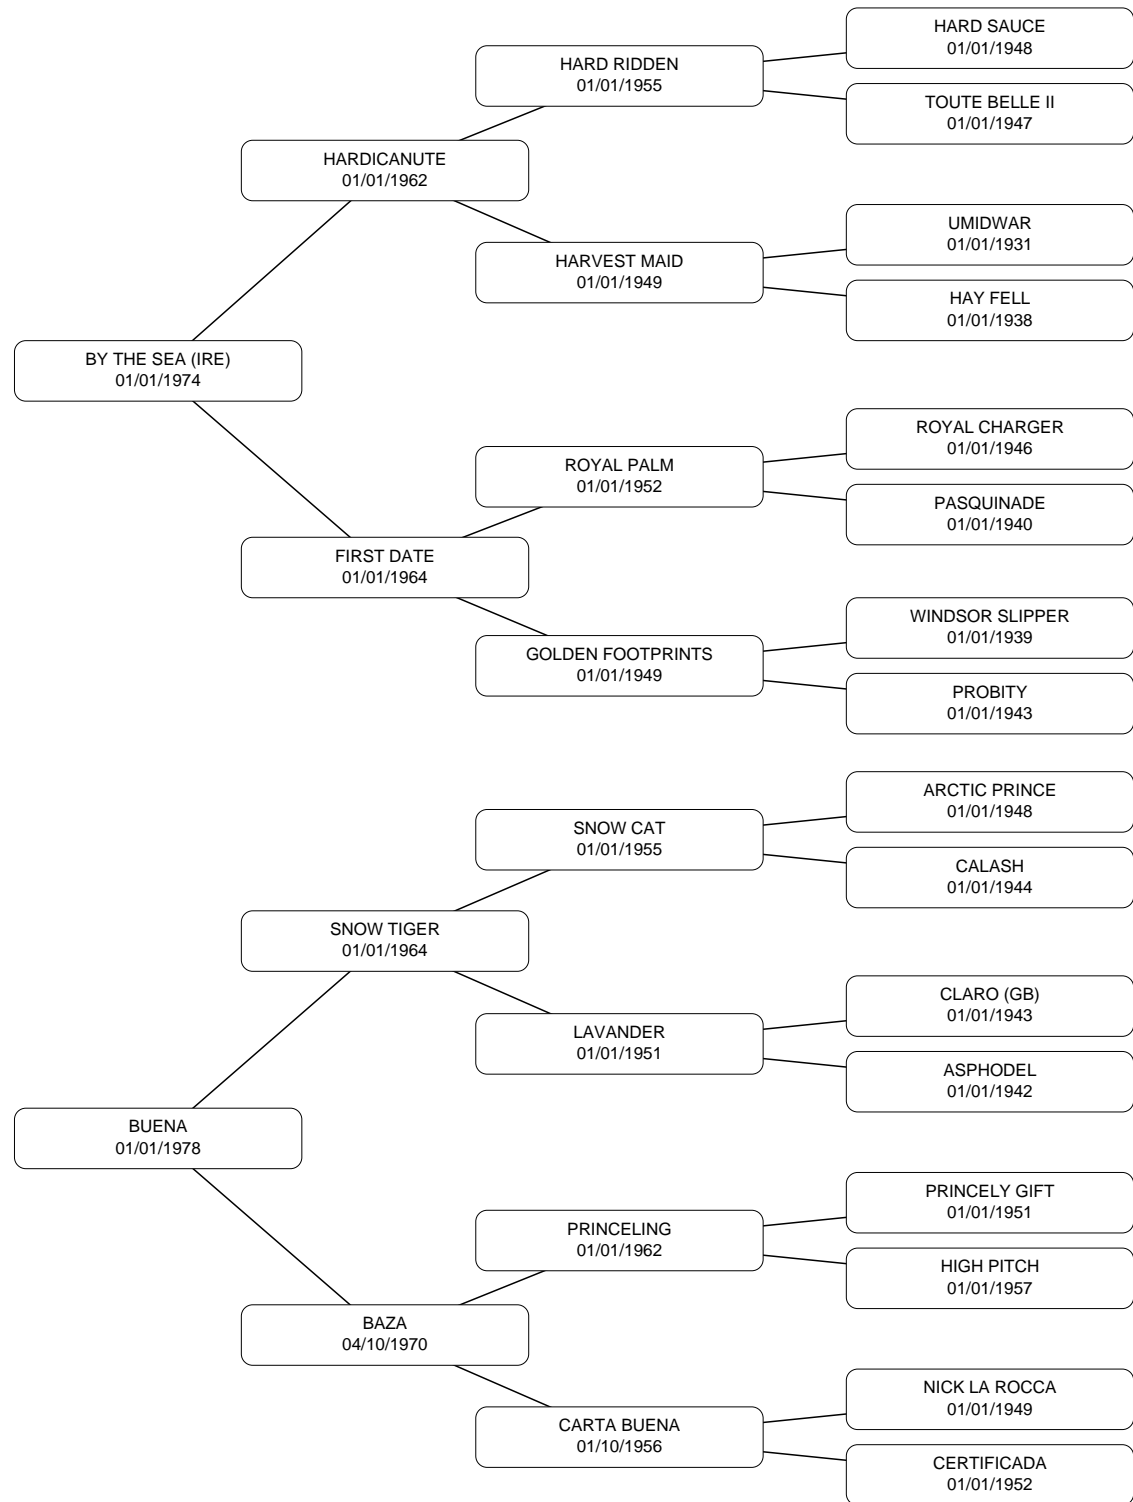 HARD SAUCE
01/01/1948
HARD RIDDEN
01/01/1955
TOUTE BELLE II
01/01/1947
HARDICANUTE
01/01/1962
UMIDWAR
01/01/1931
HARVEST MAID
01/01/1949
HAY FELL
01/01/1938
BY THE SEA (IRE)
01/01/1974
ROYAL CHARGER
01/01/1946
ROYAL PALM
01/01/1952
PASQUINADE
01/01/1940
FIRST DATE
01/01/1964
WINDSOR SLIPPER
01/01/1939
GOLDEN FOOTPRINTS
01/01/1949
PROBITY
01/01/1943
ARCTIC PRINCE
01/01/1948
SNOW CAT
01/01/1955
CALASH
01/01/1944
SNOW TIGER
01/01/1964
CLARO (GB)
01/01/1943
LAVANDER
01/01/1951
ASPHODEL
01/01/1942
BUENA
01/01/1978
PRINCELY GIFT
01/01/1951
PRINCELING
01/01/1962
HIGH PITCH
01/01/1957
BAZA
04/10/1970
NICK LA ROCCA
01/01/1949
CARTA BUENA
01/10/1956
CERTIFICADA
01/01/1952